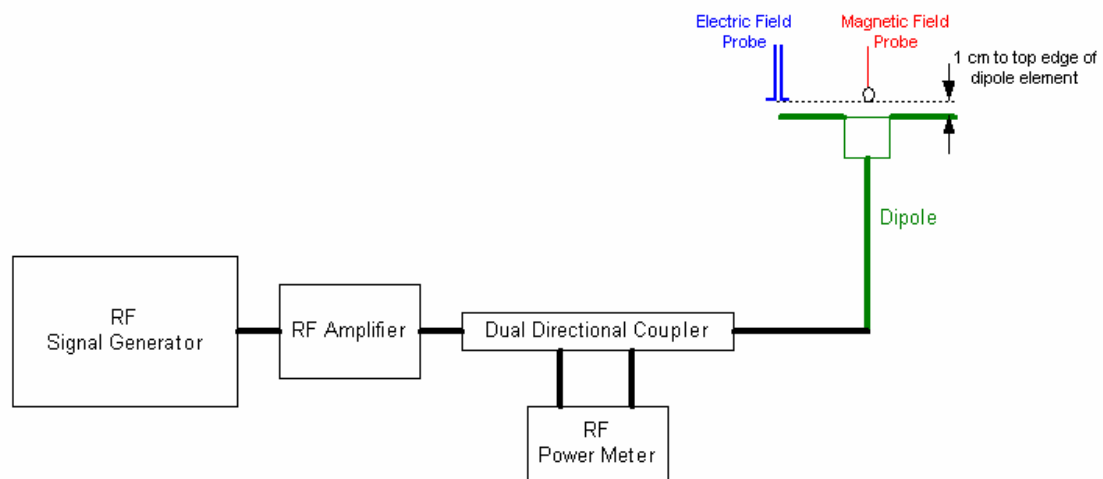 Electric Field
Probe
Magnetic Field
Probe
1 cm to top edge of
dipole element
Dipole
RF
Signal Generator
RF Amplifier
Dual Directional Coupler
RF
Power Meter